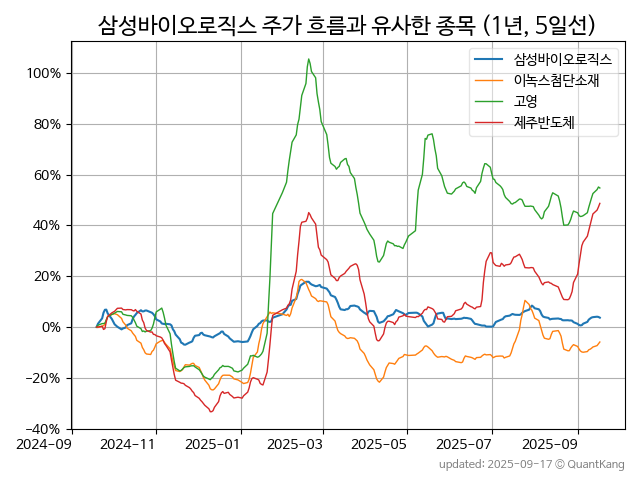 삼성바이오로직스 주가 흐름과 유사한 종목 (1년, 5일선)
삼성바이오로직스
이녹스첨단소재
고영
제주반도체
100%
80%
60%
40%
20%
0%
−20%
−40%
2024-09 2024-11 2025-01 2025-03 2025-05 2025-07 2025-09
updated: 2025-09-17 © QuantKang